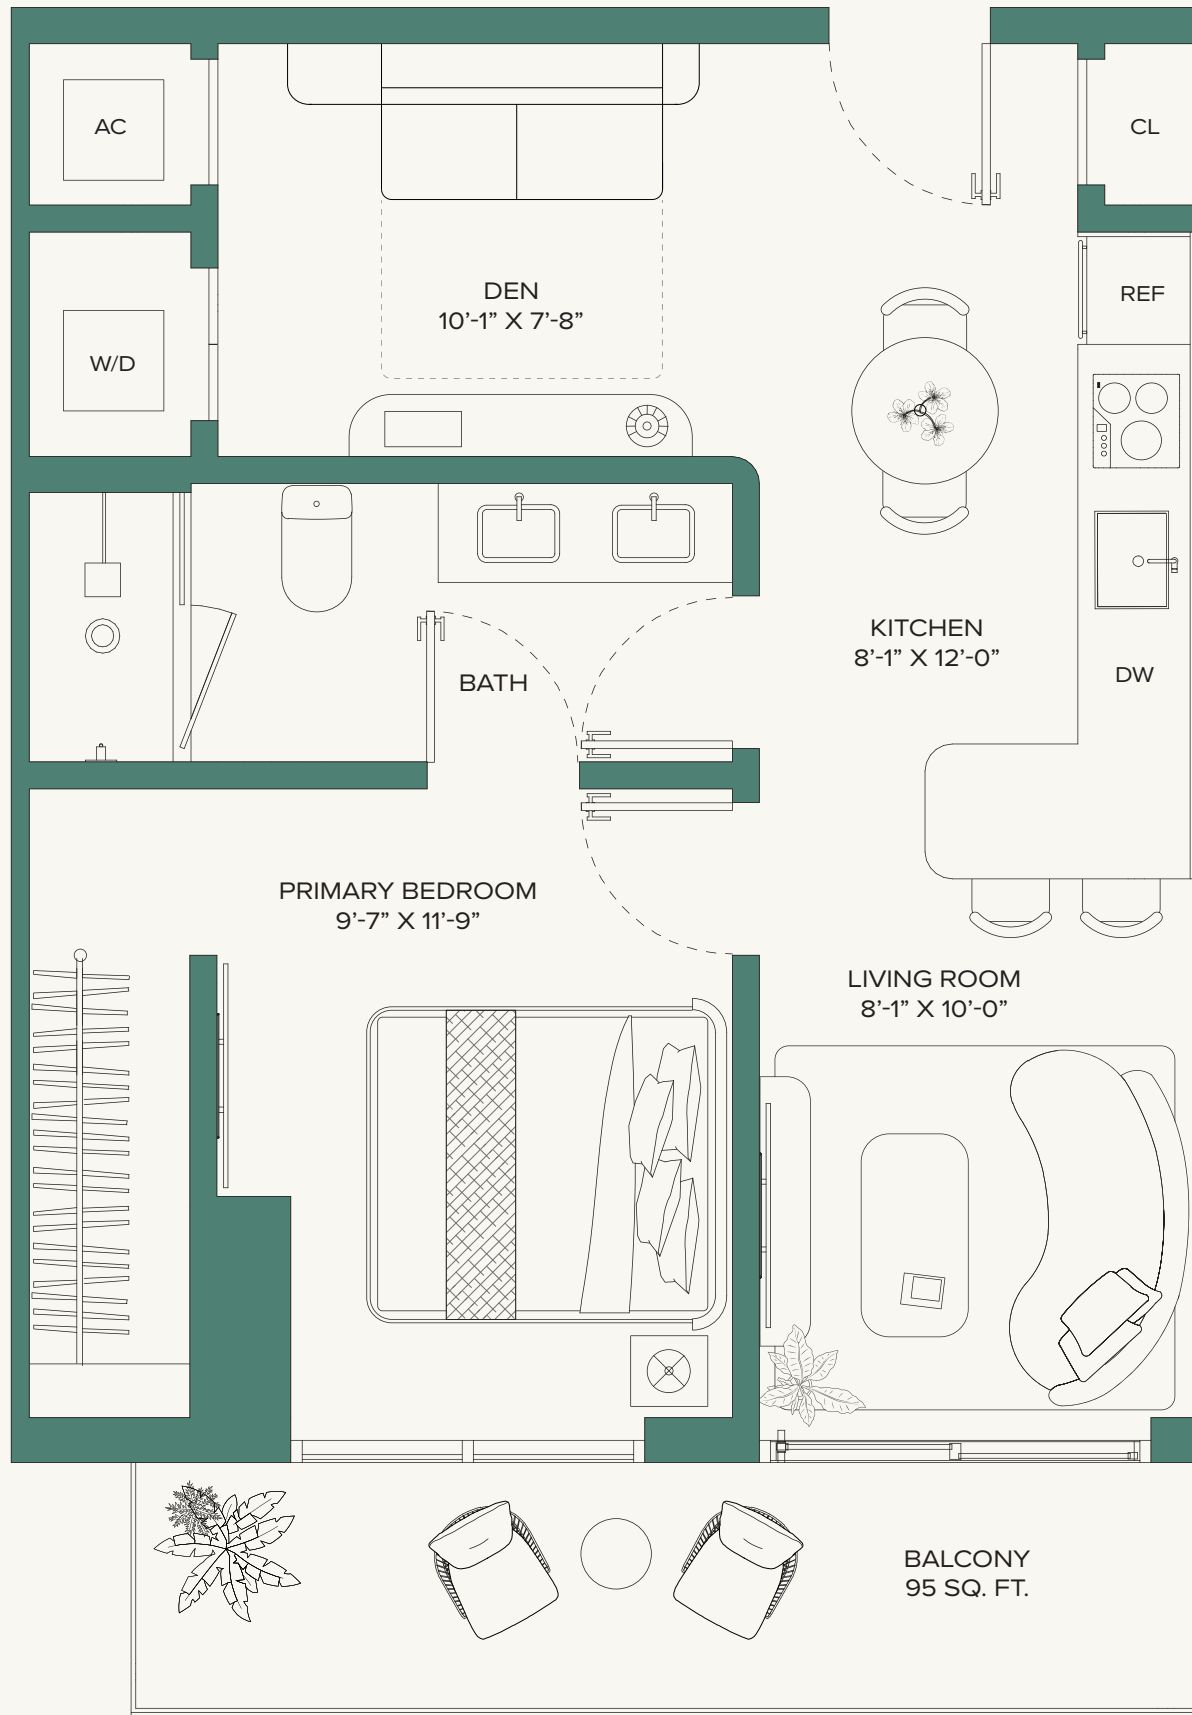 AC
CL
W/D
DEN
10’-1” X 7’-8”
REF
KITCHEN
8’-1” X 12’-0”
DW
BATH
PRIMARY BEDROOM
9’-7” X 11’-9”
LIVING ROOM
8’-1” X 10’-0”
BALCONY
95 SQ. FT.